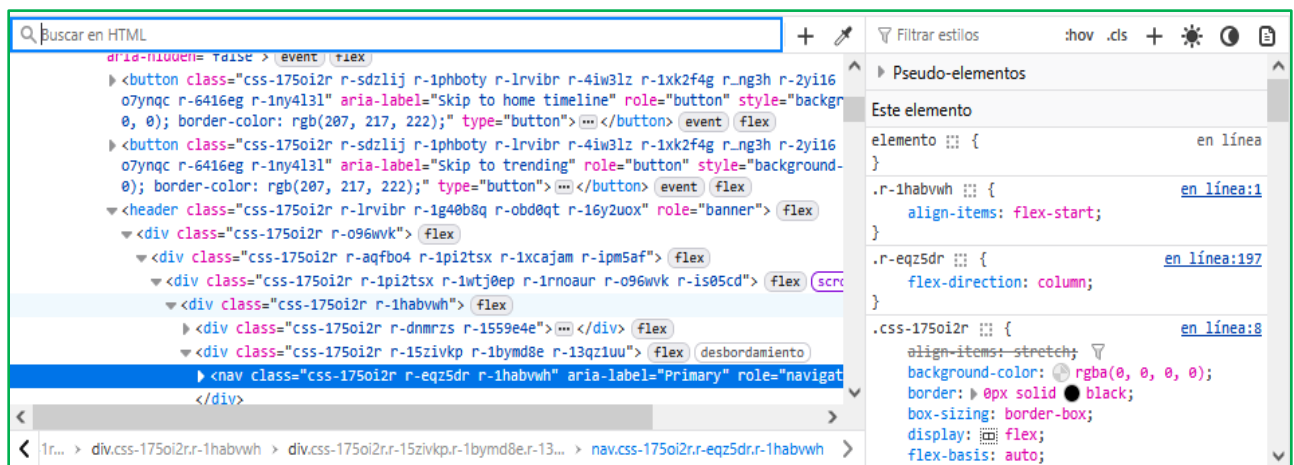 Buscar en HTML
aria-hidden="false"> event flex
<button class="css-175oi2r r-sdzlij r-1phboty r-lrvibr r-4iw3lz r-1xk2f4g r…ng3h r-2yi16
o7ynqc r-6416eg r-1ny4l3l" aria-label="Skip to home timeline" role="button" style="backgr
0, 0); border-color: rgb(207, 217, 222);" type="button"></button> event flex
<button class="css-175oi2r r-sdzlij r-1phboty r-lrvibr r-4iw3lz r-1xk2f4g r…ng3h r-2yi16
o7ynqc r-6416eg r-1ny4l3l" aria-label="Skip to trending" role="button" style="background-
0); border-color: rgb(207, 217, 222);" type="button"></button> event flex
<header class="css-175oi2r r-lrvibr r-1g40b8q r-obd0qt r-16y2uox" role="banner"> flex
<div class="css-175oi2r r-o96wvk"> flex
<div class="css-175oi2r r-aqfbo4 r-1pi2tsx r-1xcajam r-ipm5af"> flex
<div class="css-175oi2r r-1pi2tsx r-1wtj0ep r-1rnoaur r-o96wvk r-is05cd"> flex scro
<div class="css-175oi2r r-1habvwh"> flex
<div class="css-175oi2r r-dnmrzs r-1559e4e"></div> flex
<div class="css-175oi2r r-15zivkp r-1bymd8e r-13qz1uu"> flex desbordamiento
<nav class="css-175oi2r r-eqz5dr r-1habvwh" aria-label="Primary" role="navigat
</div>
1r... > div.css-175oi2r.r-1habvwh > div.css-175oi2r.r-15zivkp.r-1bymd8e.r-13... > nav.css-175oi2r.r-eqz5dr.r-1habvwh
Filtrar estilos :hov .cls
Pseudo-elementos
Este elemento
elemento { en línea
}
.r-1habvwh { en línea:1
align-items: flex-start;
}
.r-eqz5dr { en línea:197
flex-direction: column;
}
.css-175oi2r { en línea:8
align-items: stretch;
background-color: rgba(0, 0, 0, 0);
border: 0px solid black;
box-sizing: border-box;
display: flex;
flex-basis: auto;